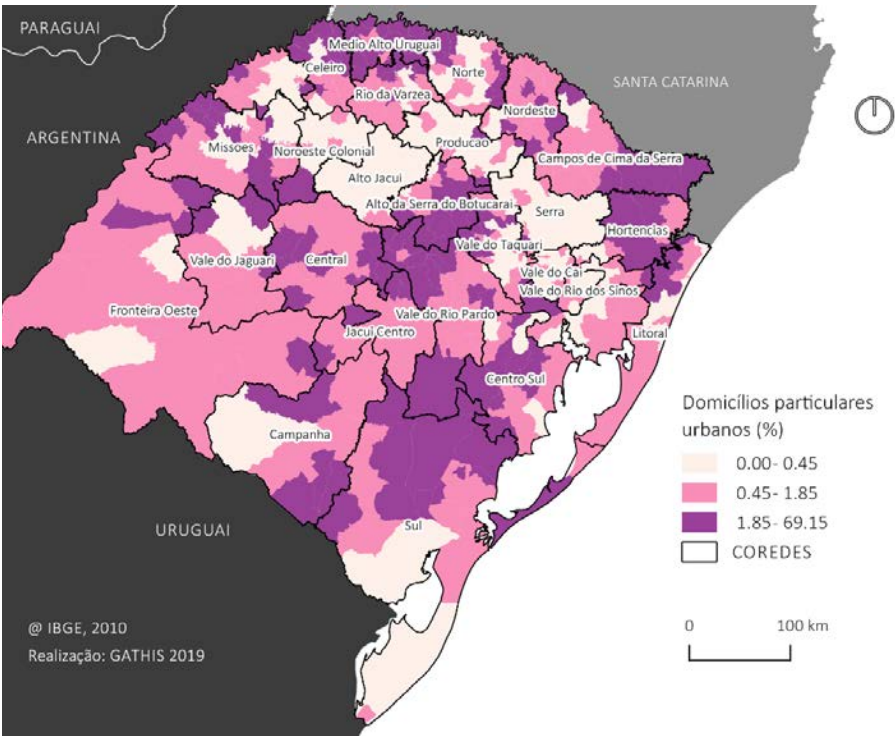 PARAGUAI
Medio Alto Uruguai
Celeiro
Norte
SANTA CATARINA
Rio da Varzea
Nordeste
ARGENTINA
Missoes
Noroeste Colonial
Producao
Campos de Cima da Serra
Alto Jacui
Alto da Serra do Botucarai
Serra
Hortencias
Vale do Taquari
Vale do Jaguari
Central
Vale do Cai
Vale do Rio dos Sinos
Fronteira Oeste
Vale do Rio Pardo
Jacui Centro
Litoral
Centro Sul
Campanha
Sul
URUGUAI
Domicílios particulares
urbanos (%)
0.00- 0.45
0.45- 1.85
1.85- 69.15
COREDES
0 100 km
@ IBGE, 2010
Realização: GATHIS 2019